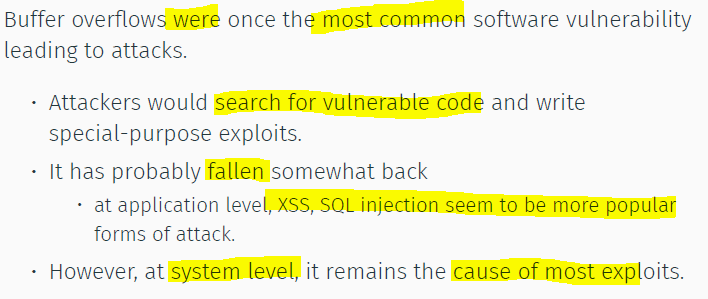 Buffer overflows were once the most common software vulnerability
leading to attacks.
• Attackers would search for vulnerable code and write
special-purpose exploits.
• It has probably fallen somewhat back
• at application level, XSS, SQL injection seem to be more popular
forms of attack.
• However, at system level, it remains the cause of most exploits.